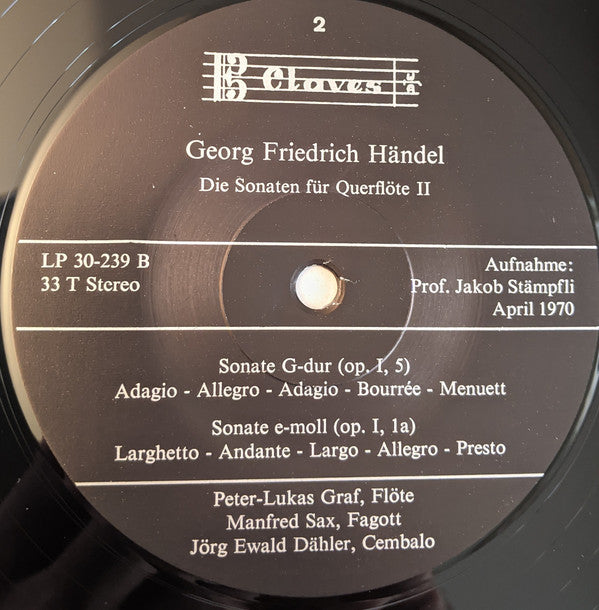 2
Claves
Georg Friedrich Händel
Die Sonaten für Querflöte II
LP 30-239 B
33 T Stereo
Aufnahme:
Prof. Jakob Stämpfli
April 1970
Sonate G-dur (op. I, 5)
Adagio - Allegro - Adagio - Bourrée - Menuett
Sonate e-moll (op. I, 1a)
Larghetto - Andante - Largo - Allegro - Presto
Peter-Lukas Graf, Flöte
Manfred Sax, Fagott
Jörg Ewald Dähler, Cembalo